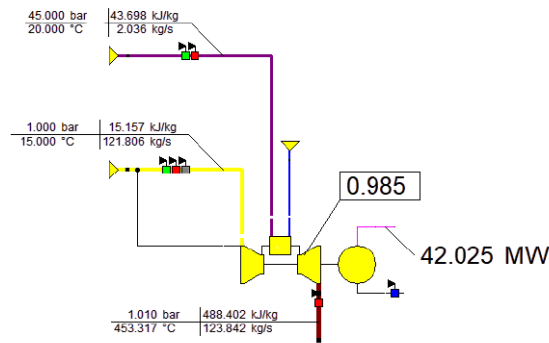 45.000 bar 43.698 kJ/kg
20.000 °C 2.036 kg/s
1.000 bar 15.157 kJ/kg
15.000 °C 121.806 kg/s
0.985
42.025 MW
1.010 bar 488.402 kJ/kg
453.317 °C 123.842 kg/s